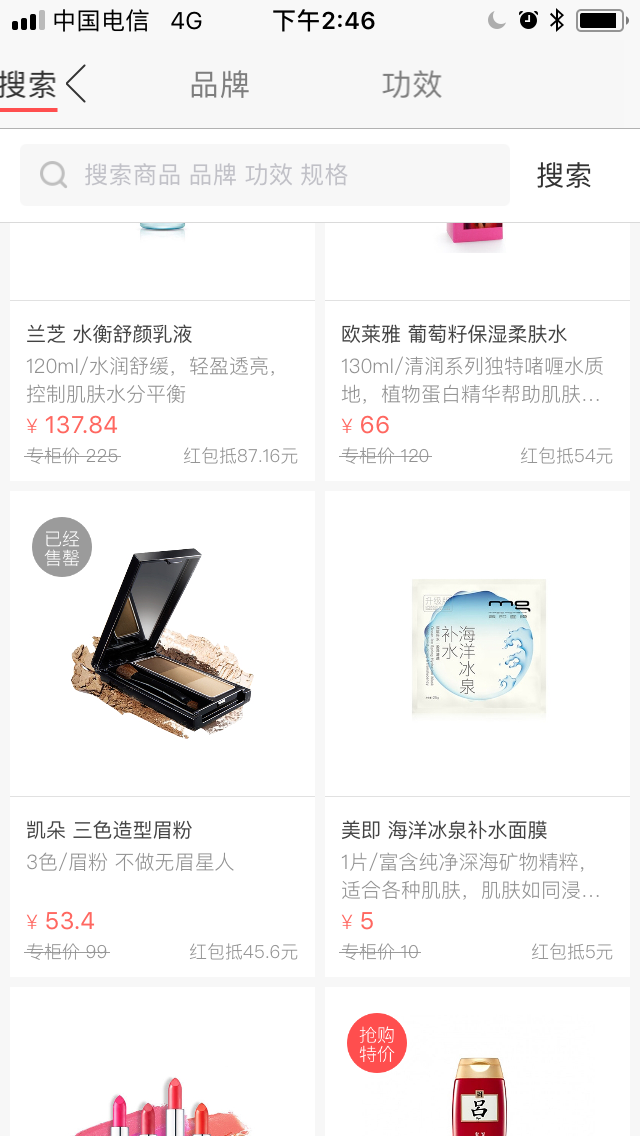 中国电信 4G 下午2:46
搜索 品牌 功效
搜索商品 品牌 功效 规格 搜索
兰芝 水衡舒颜乳液
120ml/水润舒缓，轻盈透亮，
控制肌肤水分平衡
¥ 137.84
专柜价 225 红包抵87.16元
欧莱雅 葡萄籽保湿柔肤水
130ml/清润系列独特啫喱水质
地，植物蛋白精华帮助肌肤...
¥ 66
专柜价 120 红包抵54元
已经
售罄
凯朵 三色造型眉粉
3色/眉粉 不做无眉星人
¥ 53.4
专柜价 99 红包抵45.6元
mg
海洋冰泉
补水
美即 海洋冰泉补水面膜
1片/富含纯净深海矿物精粹，
适合各种肌肤，肌肤如同浸...
¥ 5
专柜价 10 红包抵5元
抢购
特价
吕